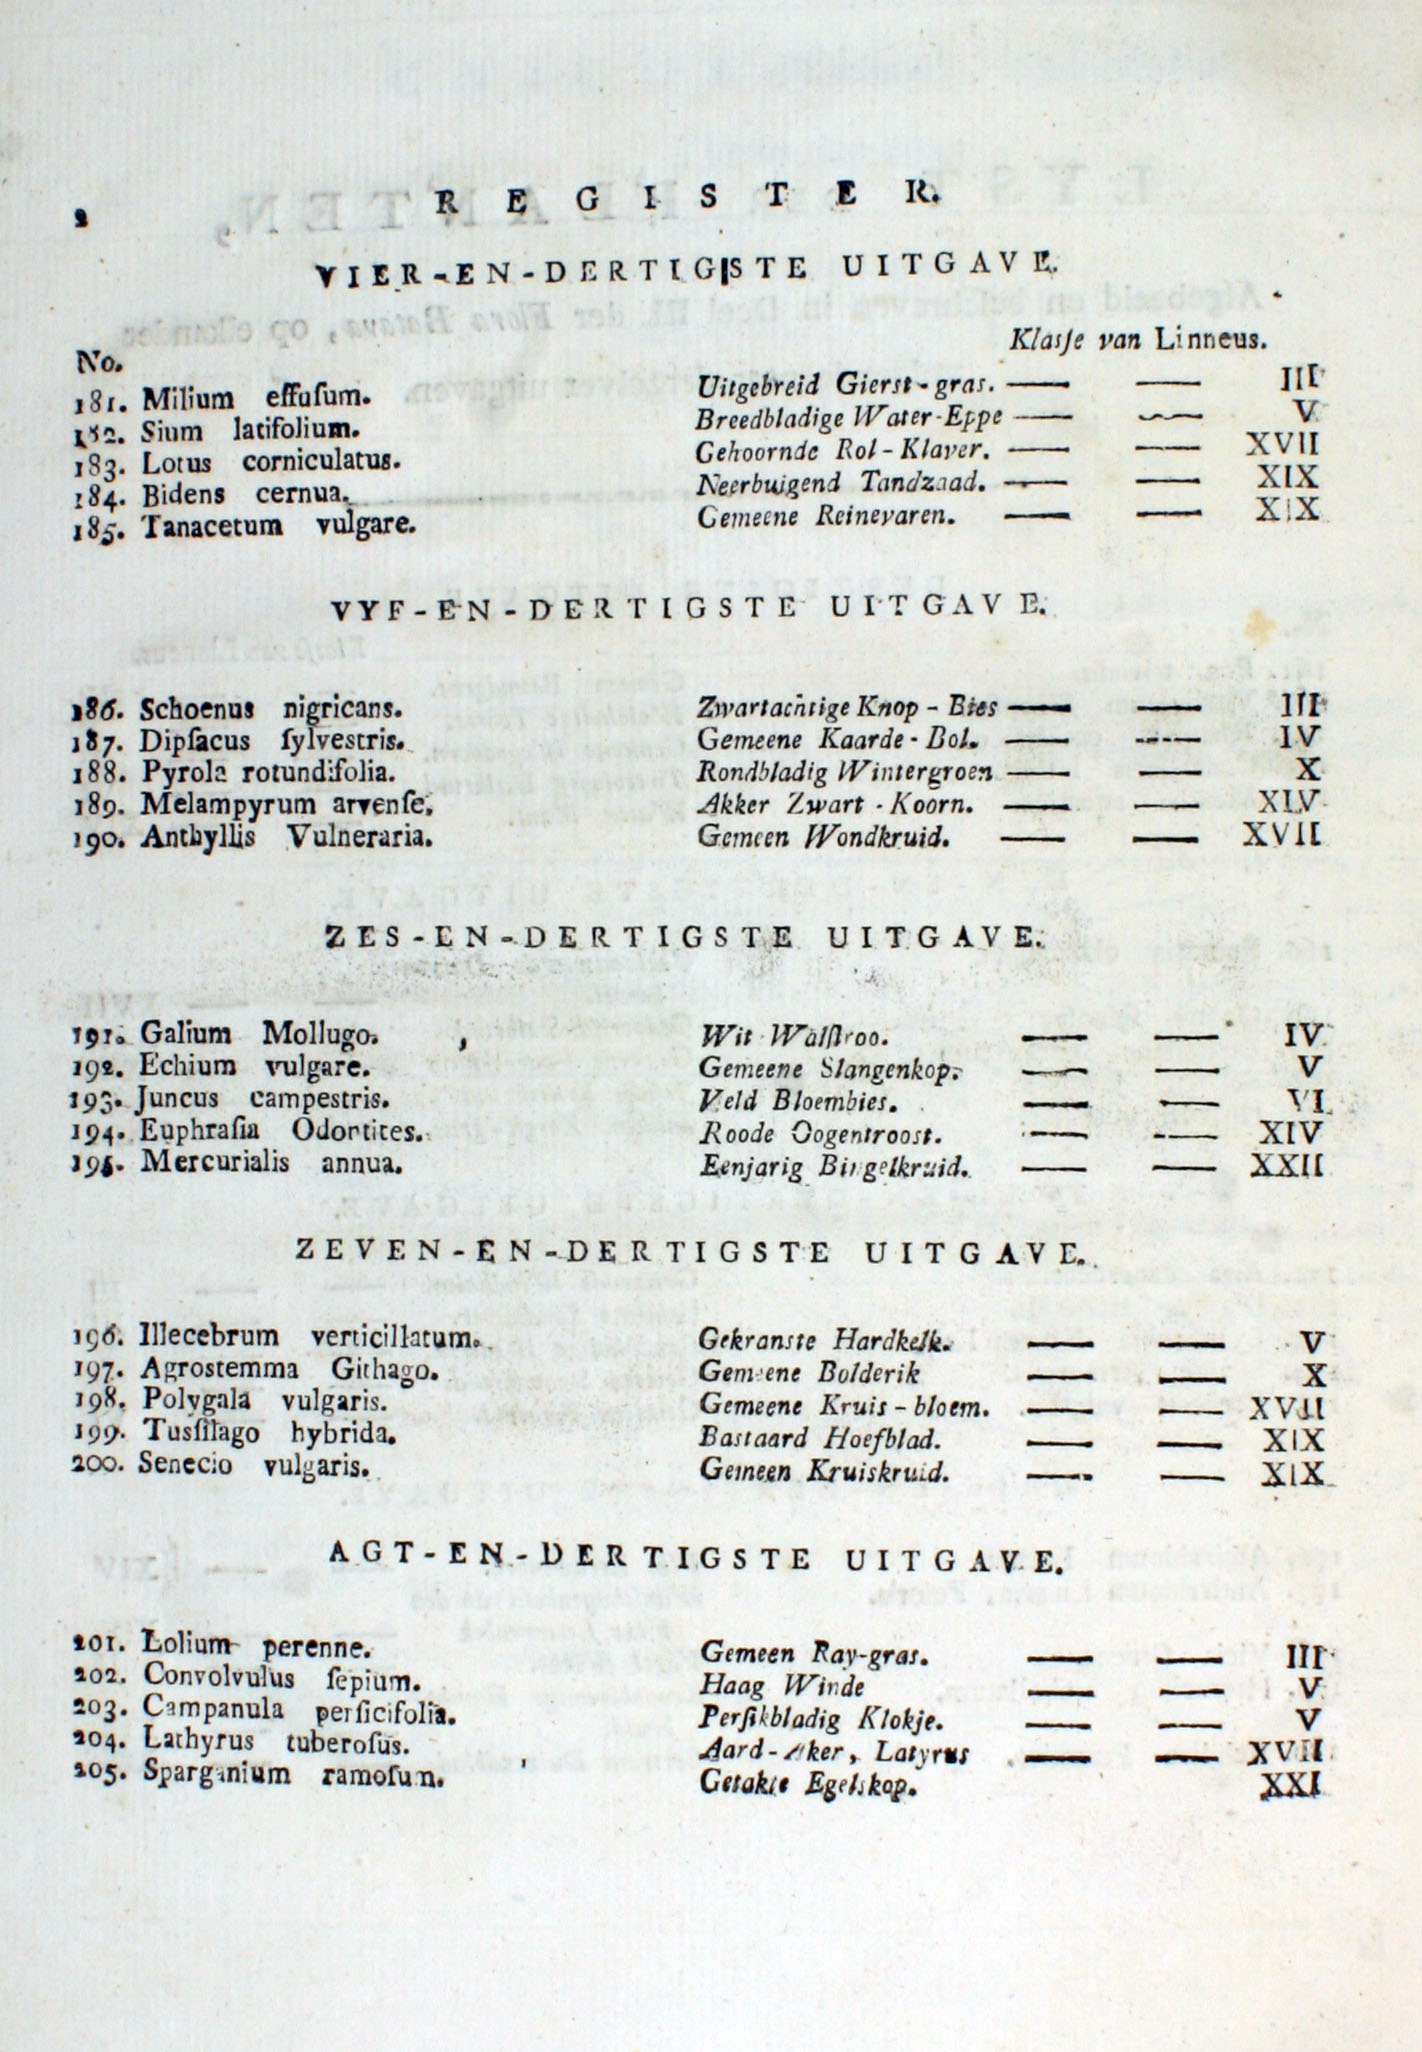 2 REGISTER.
VIER-EN-DERTIGSTE UITGAVE.
Klasſe van Linneus.
No.
181. Milium effuſum. Uitgebreid Gierst-gras. — — III
182. Sium latifolium. Breedbladige Water-Eppe — — V
183. Lotus corniculatus. Gehoornde Rol-Klaver. — — XVII
184. Bidens cernua. Neerbuigend Tandzaad. — — XIX
185. Tanacetum vulgare. Gemeene Reinevaren. — — XIX
VYF-EN-DERTIGSTE UITGAVE.
186. Schoenus nigricans. Zwartachtige Knop-Bies — — III
187. Dipſacus ſylvestris. Gemeene Kaarde-Bol. — — IV
188. Pyrola rotundifolia. Rondbladig Wintergroen — — X
189. Melampyrum arvenſe. Akker Zwart-Koorn. — — XIV
190. Anthyllis Vulneraria. Gemeen Wondkruid. — — XVII
ZES-EN-DERTIGSTE UITGAVE.
191. Galium Mollugo. Wit Walſtroo. — — IV
192. Echium vulgare. Gemeene Slangenkop. — — V
193. Juncus campestris. Veld Bloembies. — — VI
194. Euphraſia Odontites. Roode Oogentroost. — — XIV
195. Mercurialis annua. Eenjarig Bingelkruid. — — XXII
ZEVEN-EN-DERTIGSTE UITGAVE.
196. Illecebrum verticillatum. Gekranste Hardkelk. — — V
197. Agrostemma Githago. Gemeene Bolderik — — X
198. Polygala vulgaris. Gemeene Kruis-bloem. — — XVII
199. Tusſilago hybrida. Bastaard Hoefblad. — — XIX
200. Senecio vulgaris. Gemeen Kruiskruid. — — XIX
AGT-EN-DERTIGSTE UITGAVE.
201. Lolium perenne. Gemeen Ray-gras. — — III
202. Convolvulus ſepium. Haag Winde — — V
203. Campanula perſicifolia. Perſikbladig Klokje. — — V
204. Lathyrus tuberoſus. Aard-Aker, Latyrus — — XVII
205. Sparganium ramoſum. Getakte Egelskop. XXI